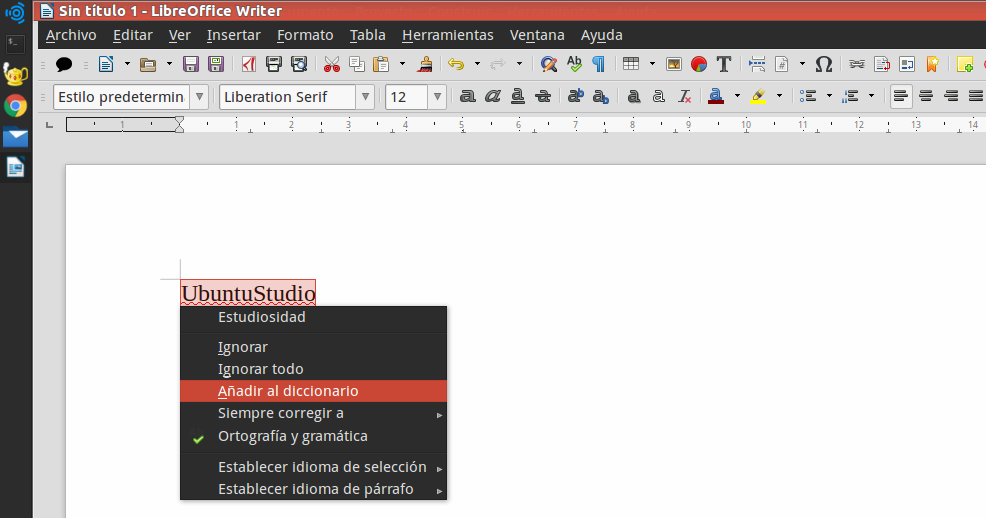 Sin título 1 - LibreOffice Writer
Archivo Editar Ver Insertar Formato Tabla Herramientas Ventana Ayuda
Estilo predetermin Liberation Serif 12
1 1 2 3 4 5 6 7 8 9 10 11 12 13 14
UbuntuStudio
Estudiosidad
Ignorar
Ignorar todo
Añadir al diccionario
Siempre corregir a
Ortografía y gramática
Establecer idioma de selección
Establecer idioma de párrafo